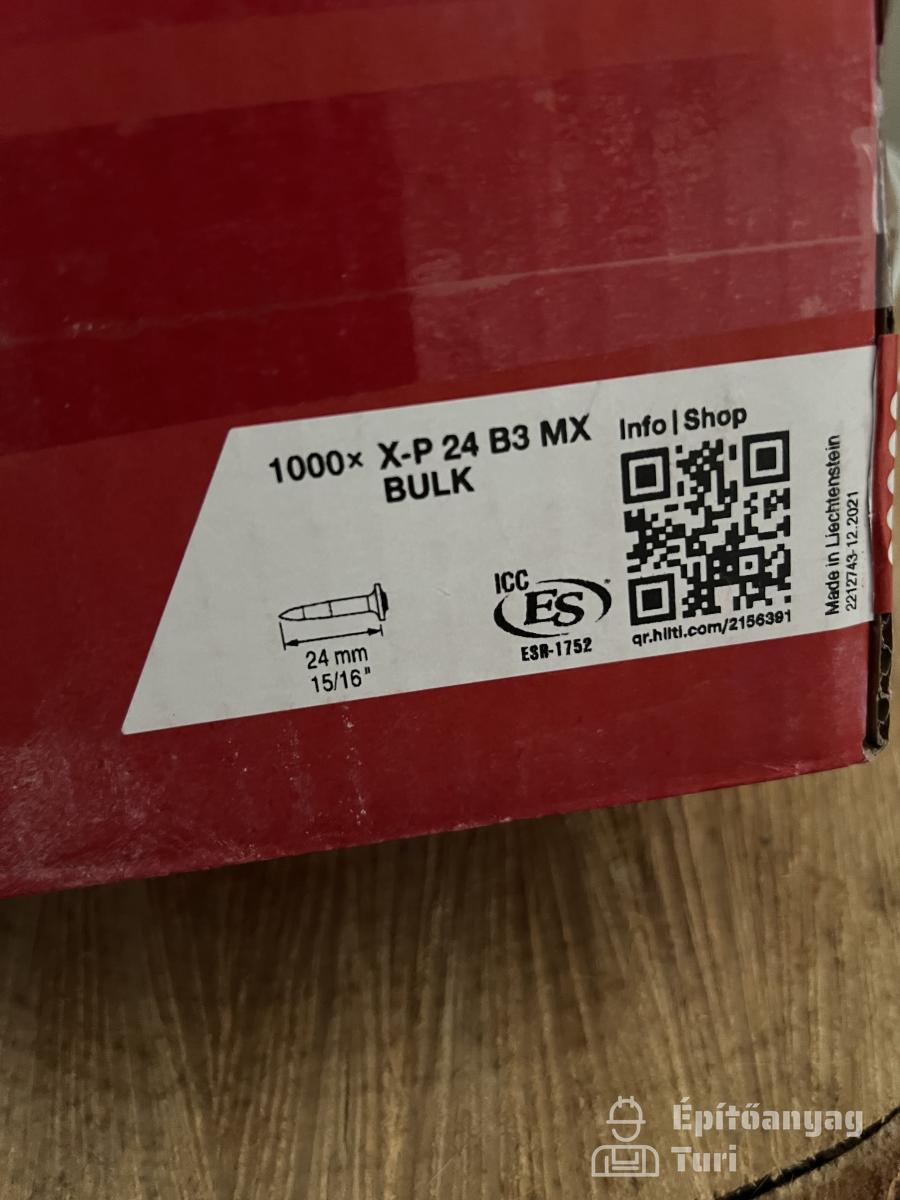 1000× X-P 24 B3 MX
BULK
24 mm
15/16"
ICC
ES
ESR-1752
Info | Shop
qr.hilti.com/2156391
Made in Liechtenstein
2212743-12.2021
Építőanyag
Turi